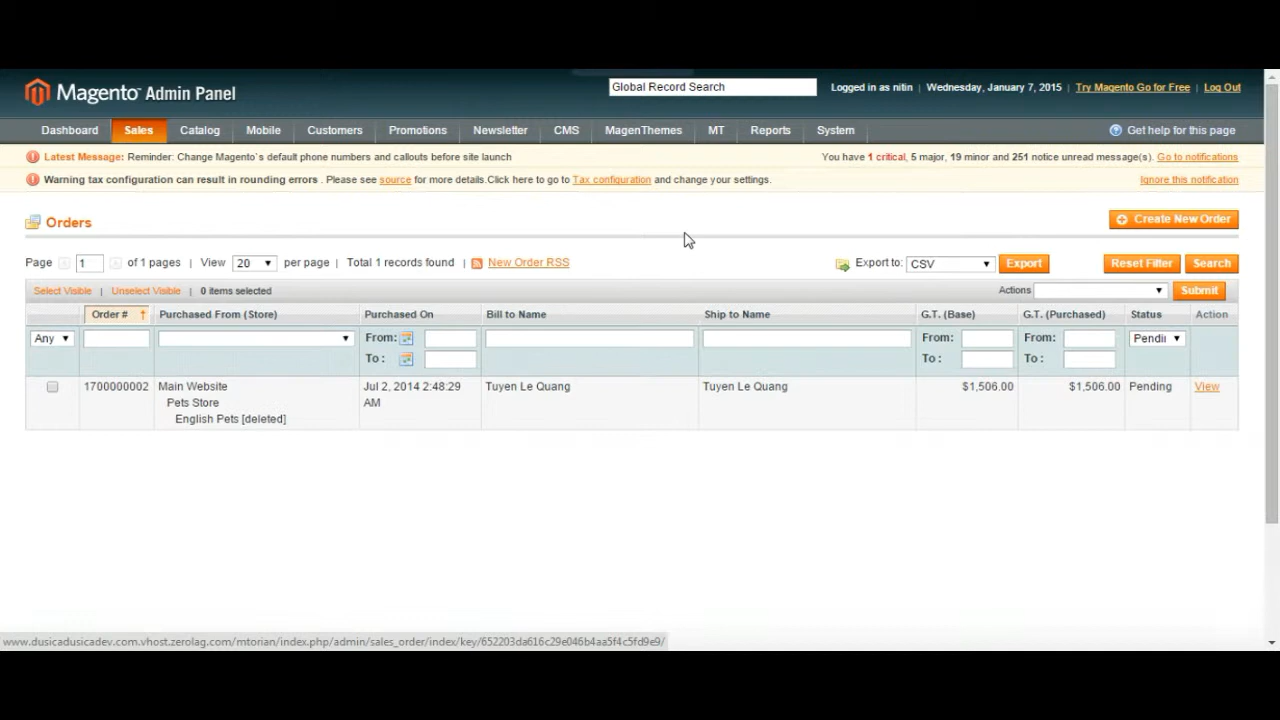 Magento Admin Panel
Global Record Search
Logged in as nitin | Wednesday, January 7, 2015 | Try Magento Go for Free | Log Out
Dashboard Sales Catalog Mobile Customers Promotions Newsletter CMS MagenThemes MT Reports System Get help for this page
Latest Message: Reminder: Change Magento`s default phone numbers and callouts before site launch You have 1 critical, 5 major, 19 minor and 251 notice unread message(s). Go to notifications
Warning tax configuration can result in rounding errors . Please see source for more details.Click here to go to Tax configuration and change your settings. Ignore this notification
Orders Create New Order
Page 1 of 1 pages | View 20 per page | Total 1 records found | New Order RSS Export to: CSV Export Reset Filter Search
Select Visible | Unselect Visible | 0 items selected Actions Submit
Order # Purchased From (Store) Purchased On Bill to Name Ship to Name G.T. (Base) G.T. (Purchased) Status Action
Any From: From: From: Pendi
To : To : To :
1700000002 Main Website Jul 2, 2014 2:48:29 Tuyen Le Quang Tuyen Le Quang $1,506.00 $1,506.00 Pending View
Pets Store AM
English Pets [deleted]
www.dusicadusicadev.com.vhost.zerolag.com/mtorian/index.php/admin/sales_order/index/key/652203da616c29e046b4aa5f4c5fd9e9/